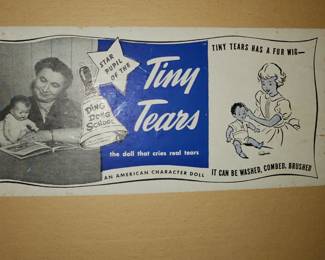 STAR
PUPIL
OF THE
DING
DONG
SCHOOL
Tiny
Tears
the doll that cries real tears
AN AMERICAN CHARACTER DOLL
TINY TEARS HAS A FUR WIG—
IT CAN BE WASHED, COMBED, BRUSHED